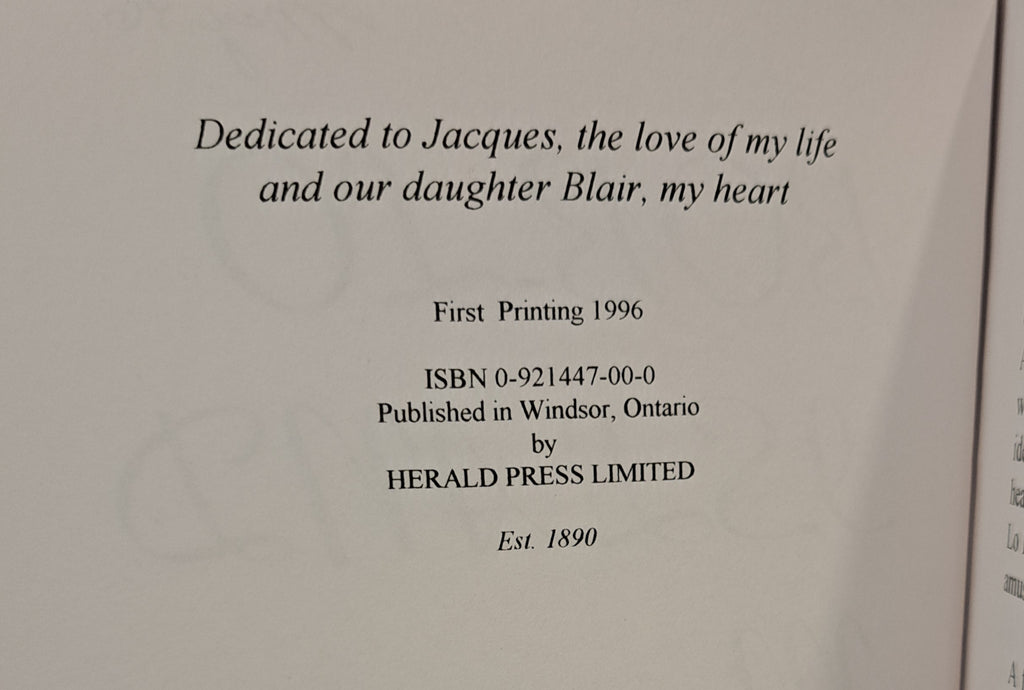 Dedicated to Jacques, the love of my life
and our daughter Blair, my heart
First Printing 1996
ISBN 0-921447-00-0
Published in Windsor, Ontario
by
HERALD PRESS LIMITED
Est. 1890